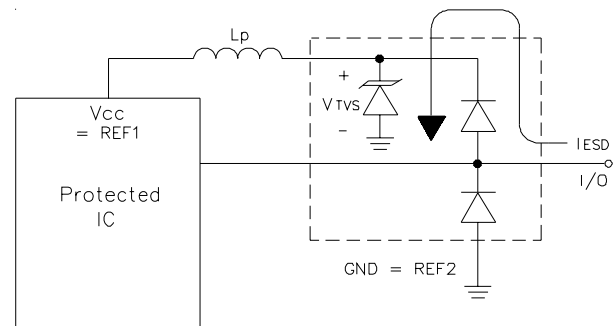 Lp
Vcc
= REF1
+
VTVS
-
IESD
I/O
Protected
IC
GND = REF2